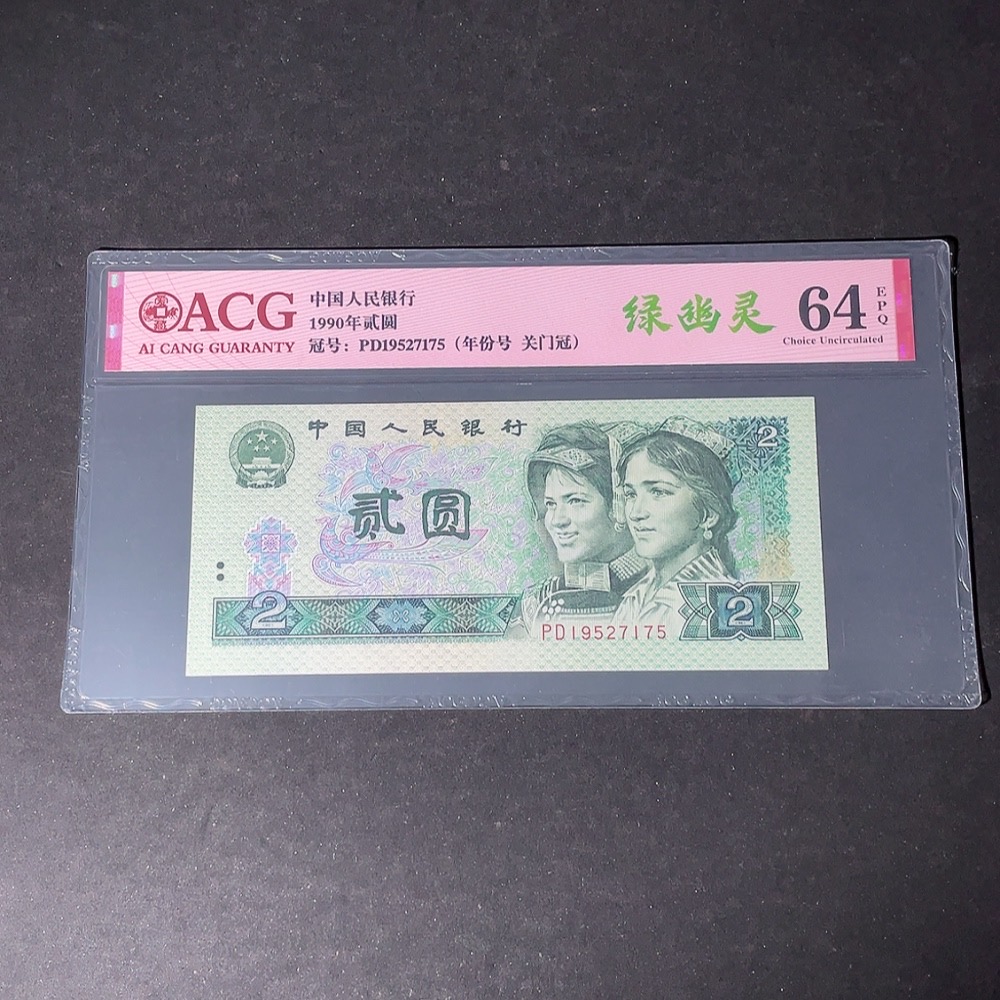 ACG
AI CANG GUARANTY
中国人民银行
1990年贰圆
冠号：PD19527175（年份号 关门冠）
绿幽灵
64
EPQ
Choice Uncirculated
中国人民银行
2
贰圆
2
PD19527175
2